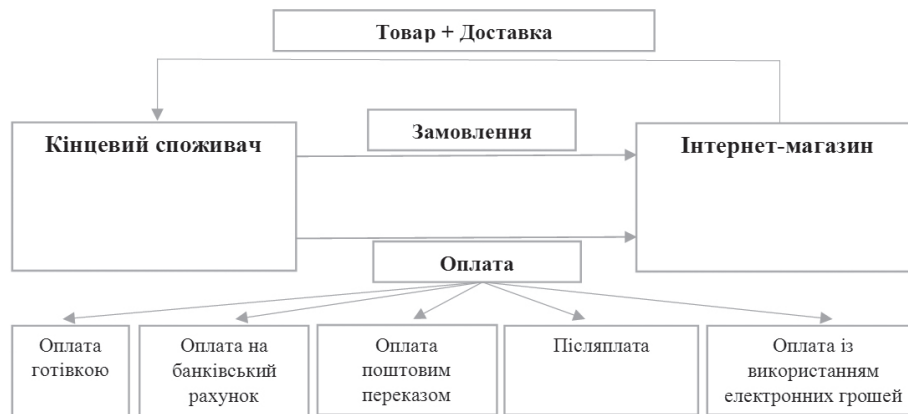 Товар + Доставка
Кінцевий споживач
Замовлення
Інтернет-магазин
Оплата
Оплата
готівкою
Оплата на
банківський
рахунок
Оплата
поштовим
переказом
Післяплата
Оплата із
використанням
електронних грошей